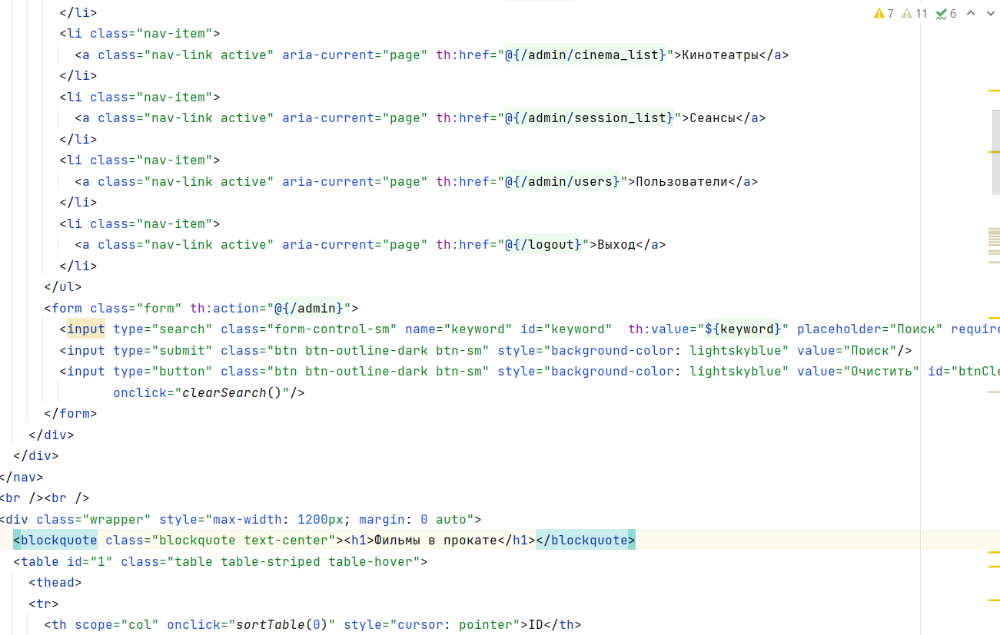 7 11 6
</li>
<li class="nav-item">
<a class="nav-link active" aria-current="page" th:href="@{/admin/cinema_list}">Кинотеатры</a>
</li>
<li class="nav-item">
<a class="nav-link active" aria-current="page" th:href="@{/admin/session_list}">Сеансы</a>
</li>
<li class="nav-item">
<a class="nav-link active" aria-current="page" th:href="@{/admin/users}">Пользователи</a>
</li>
<li class="nav-item">
<a class="nav-link active" aria-current="page" th:href="@{/logout}">Выход</a>
</li>
</ul>
<form class="form" th:action="@{/admin}">
<input type="search" class="form-control-sm" name="keyword" id="keyword"  th:value="${keyword}" placeholder="Поиск" require
<input type="submit" class="btn btn-outline-dark btn-sm" style="background-color: lightskyblue" value="Поиск"/>
<input type="button" class="btn btn-outline-dark btn-sm" style="background-color: lightskyblue" value="Очистить" id="btnCle
onclick="clearSearch()"/>
</form>
</div>
</div>
</nav>
<br /><br />
<div class="wrapper" style="max-width: 1200px; margin: 0 auto">
<blockquote class="blockquote text-center"><h1>Фильмы в прокате</h1></blockquote>
<table id="1" class="table table-striped table-hover">
<thead>
<tr>
<th scope="col" onclick="sortTable(0)" style="cursor: pointer">ID</th>